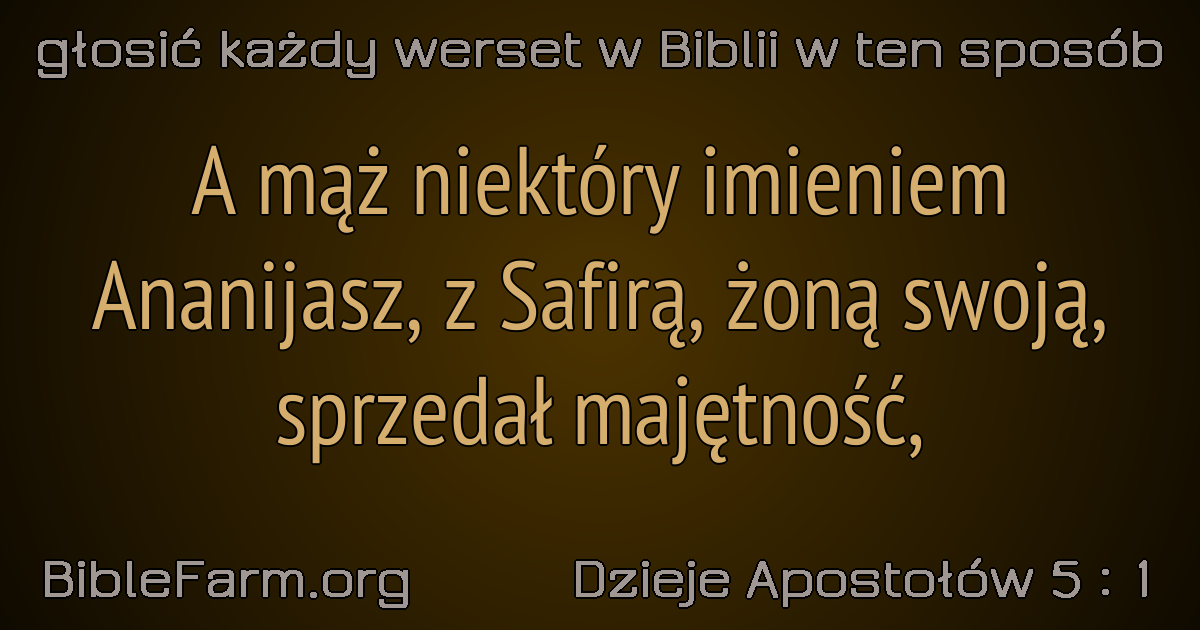 głosić każdy werset w Biblii w ten sposób
A mąż niektóry imieniem
Ananijasz, z Safirą, żoną swoją,
sprzedał majętność,
BibleFarm.org
Dzieje Apostołów 5 : 1